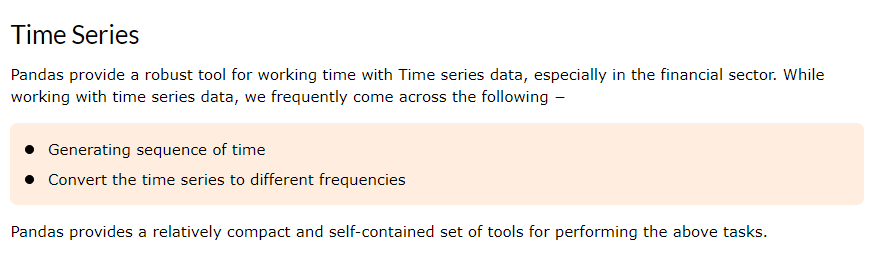 Time Series
Pandas provide a robust tool for working time with Time series data, especially in the financial sector. While
working with time series data, we frequently come across the following −
● Generating sequence of time
● Convert the time series to different frequencies
Pandas provides a relatively compact and self-contained set of tools for performing the above tasks.